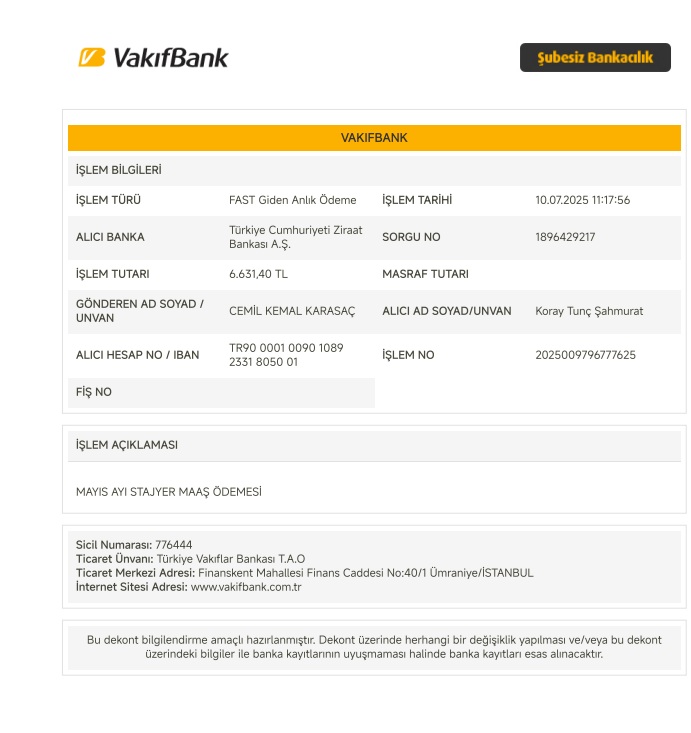 VakıfBank
Şubesiz Bankacılık
VAKIFBANK
İŞLEM BİLGİLERİ
İŞLEM TÜRÜ FAST Giden Anlık Ödeme İŞLEM TARİHİ 10.07.2025 11:17:56
ALICI BANKA Türkiye Cumhuriyeti Ziraat Bankası A.Ş. SORGU NO 1896429217
İŞLEM TUTARI 6.631,40 TL MASRAF TUTARI
GÖNDEREN AD SOYAD / UNVAN CEMİL KEMAL KARASAÇ ALICI AD SOYAD/UNVAN Koray Tunç Şahmurat
ALICI HESAP NO / IBAN TR90 0001 0090 1089 2331 8050 01 İŞLEM NO 2025009796777625
FİŞ NO
İŞLEM AÇIKLAMASI
MAYIS AYI STAJYER MAAŞ ÖDEMESİ
Sicil Numarası: 776444
Ticaret Ünvanı: Türkiye Vakıflar Bankası T.A.O
Ticaret Merkezi Adresi: Finanskent Mahallesi Finans Caddesi No:40/1 Ümraniye/İSTANBUL
İnternet Sitesi Adresi: www.vakifbank.com.tr
Bu dekont bilgilendirme amaçlı hazırlanmıştır. Dekont üzerinde herhangi bir değişiklik yapılması ve/veya bu dekont
üzerindeki bilgiler ile banka kayıtlarının uyuşmaması halinde banka kayıtları esas alınacaktır.